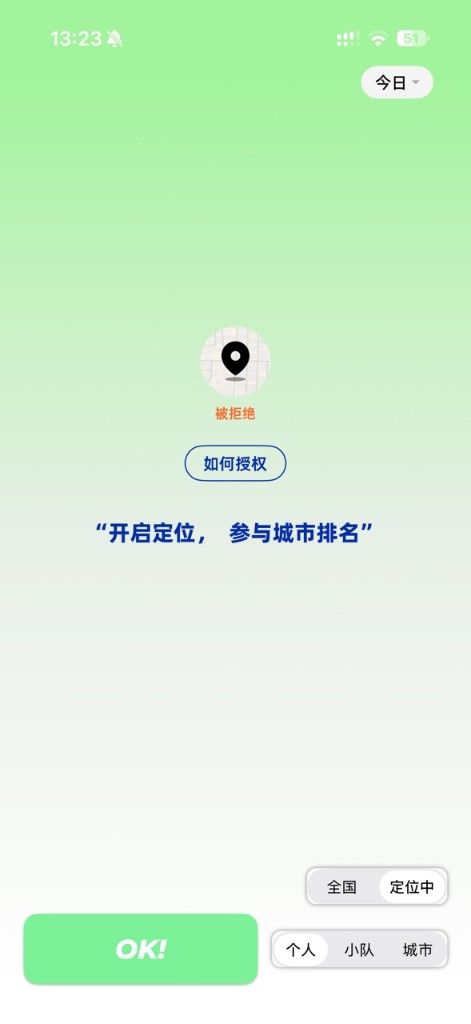 13:23
51
今日
被拒绝
如何授权
“开启定位， 参与城市排名”
全国
定位中
OK!
个人
小队
城市